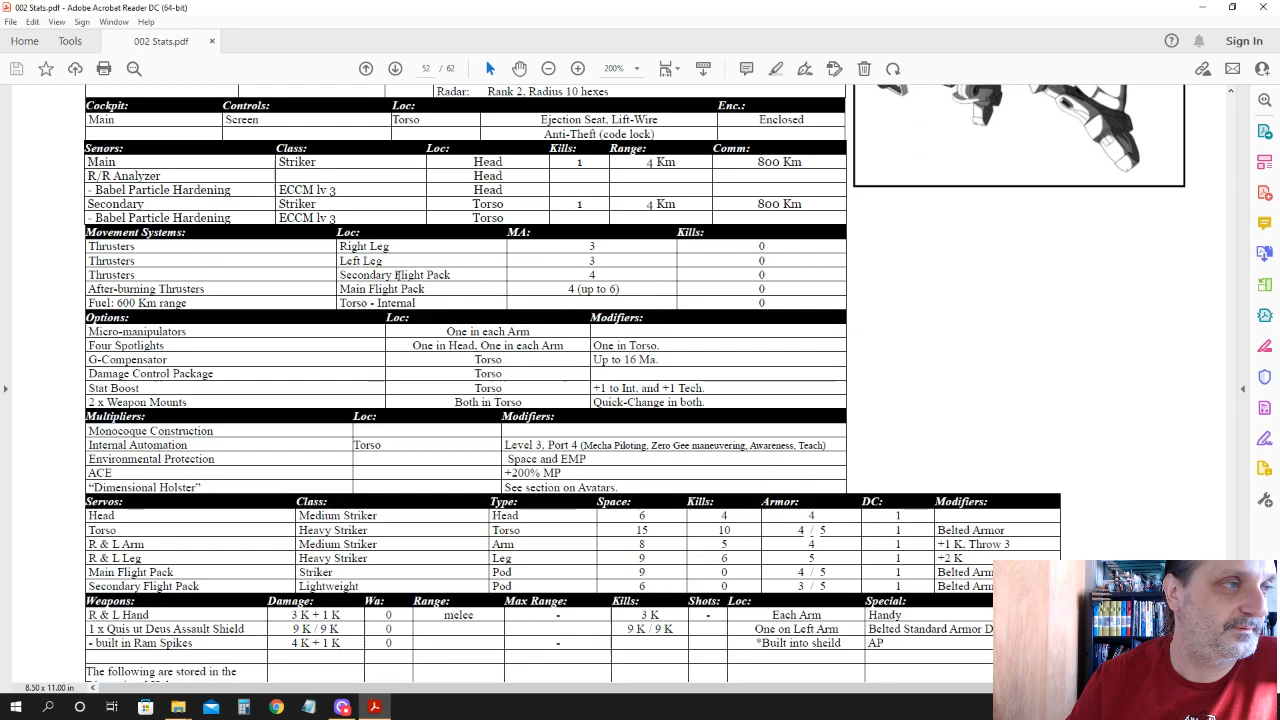 002 Stats.pdf - Adobe Acrobat Reader DC (64-bit)
File Edit View Sign Window Help
Home Tools 002 Stats.pdf × Sign In
52 / 62 200%
Radar: Rank 2, Radius 10 hexes
Cockpit: Controls: Loc: Enc.:
Main Screen Torso Ejection Seat, Lift-Wire Enclosed
Anti-Theft (code lock)
Senors: Class: Loc: Kills: Range: Comm:
Main Striker Head 1 4 Km 800 Km
R/R Analyzer Head
- Babel Particle Hardening ECCM lv 3 Head
Secondary Striker Torso 1 4 Km 800 Km
- Babel Particle Hardening ECCM lv 3 Torso
Movement Systems: Loc: MA: Kills:
Thrusters Right Leg 3 0
Thrusters Left Leg 3 0
Thrusters Secondary Flight Pack 4 0
After-burning Thrusters Main Flight Pack 4 (up to 6) 0
Fuel: 600 Km range Torso - Internal 0
Options: Loc: Modifiers:
Micro-manipulators One in each Arm
Four Spotlights One in Head, One in each Arm One in Torso.
G-Compensator Torso Up to 16 Ma.
Damage Control Package Torso
Stat Boost Torso +1 to Int, and +1 Tech.
2 x Weapon Mounts Both in Torso Quick-Change in both.
Multipliers: Loc: Modifiers:
Monocoque Construction
Internal Automation Torso Level 3, Port 4 (Mecha Piloting, Zero Gee maneuvering, Awareness, Teach)
Environmental Protection Space and EMP
ACE +200% MP
“Dimensional Holster” See section on Avatars.
Servos: Class: Type: Space: Kills: Armor: DC: Modifiers:
Head Medium Striker Head 6 4 4 1
Torso Heavy Striker Torso 15 10 4 / 5 1 Belted Armor
R & L Arm Medium Striker Arm 8 5 4 1 +1 K, Throw 3
R & L Leg Heavy Striker Leg 9 6 5 1 +2 K
Main Flight Pack Striker Pod 9 0 4 / 5 1 Belted Arm
Secondary Flight Pack Lightweight Pod 6 0 3 / 5 1 Belted Arm
Weapons: Damage: Wa: Range: Max Range: Kills: Shots: Loc: Special:
R & L Hand 3 K + 1 K 0 melee - 3 K - Each Arm Handy
1 x Quis ut Deus Assault Shield 9 K / 9 K 0 9 K / 9 K One on Left Arm Belted Standard Armor D
- built in Ram Spikes 4 K + 1 K 0 - *Built into sheild AP
The following are stored in the
8.50 x 11.00 in